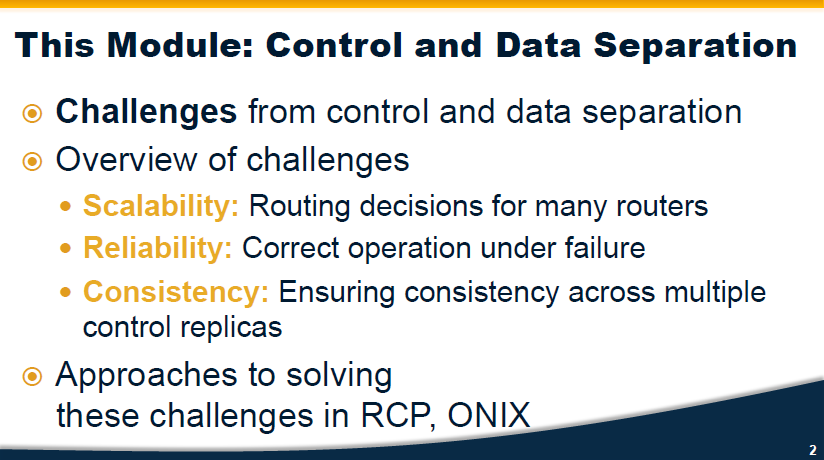 This Module: Control and Data Separation
Challenges from control and data separation
Overview of challenges
Scalability: Routing decisions for many routers
Reliability: Correct operation under failure
Consistency: Ensuring consistency across multiple
control replicas
Approaches to solving
these challenges in RCP, ONIX
2